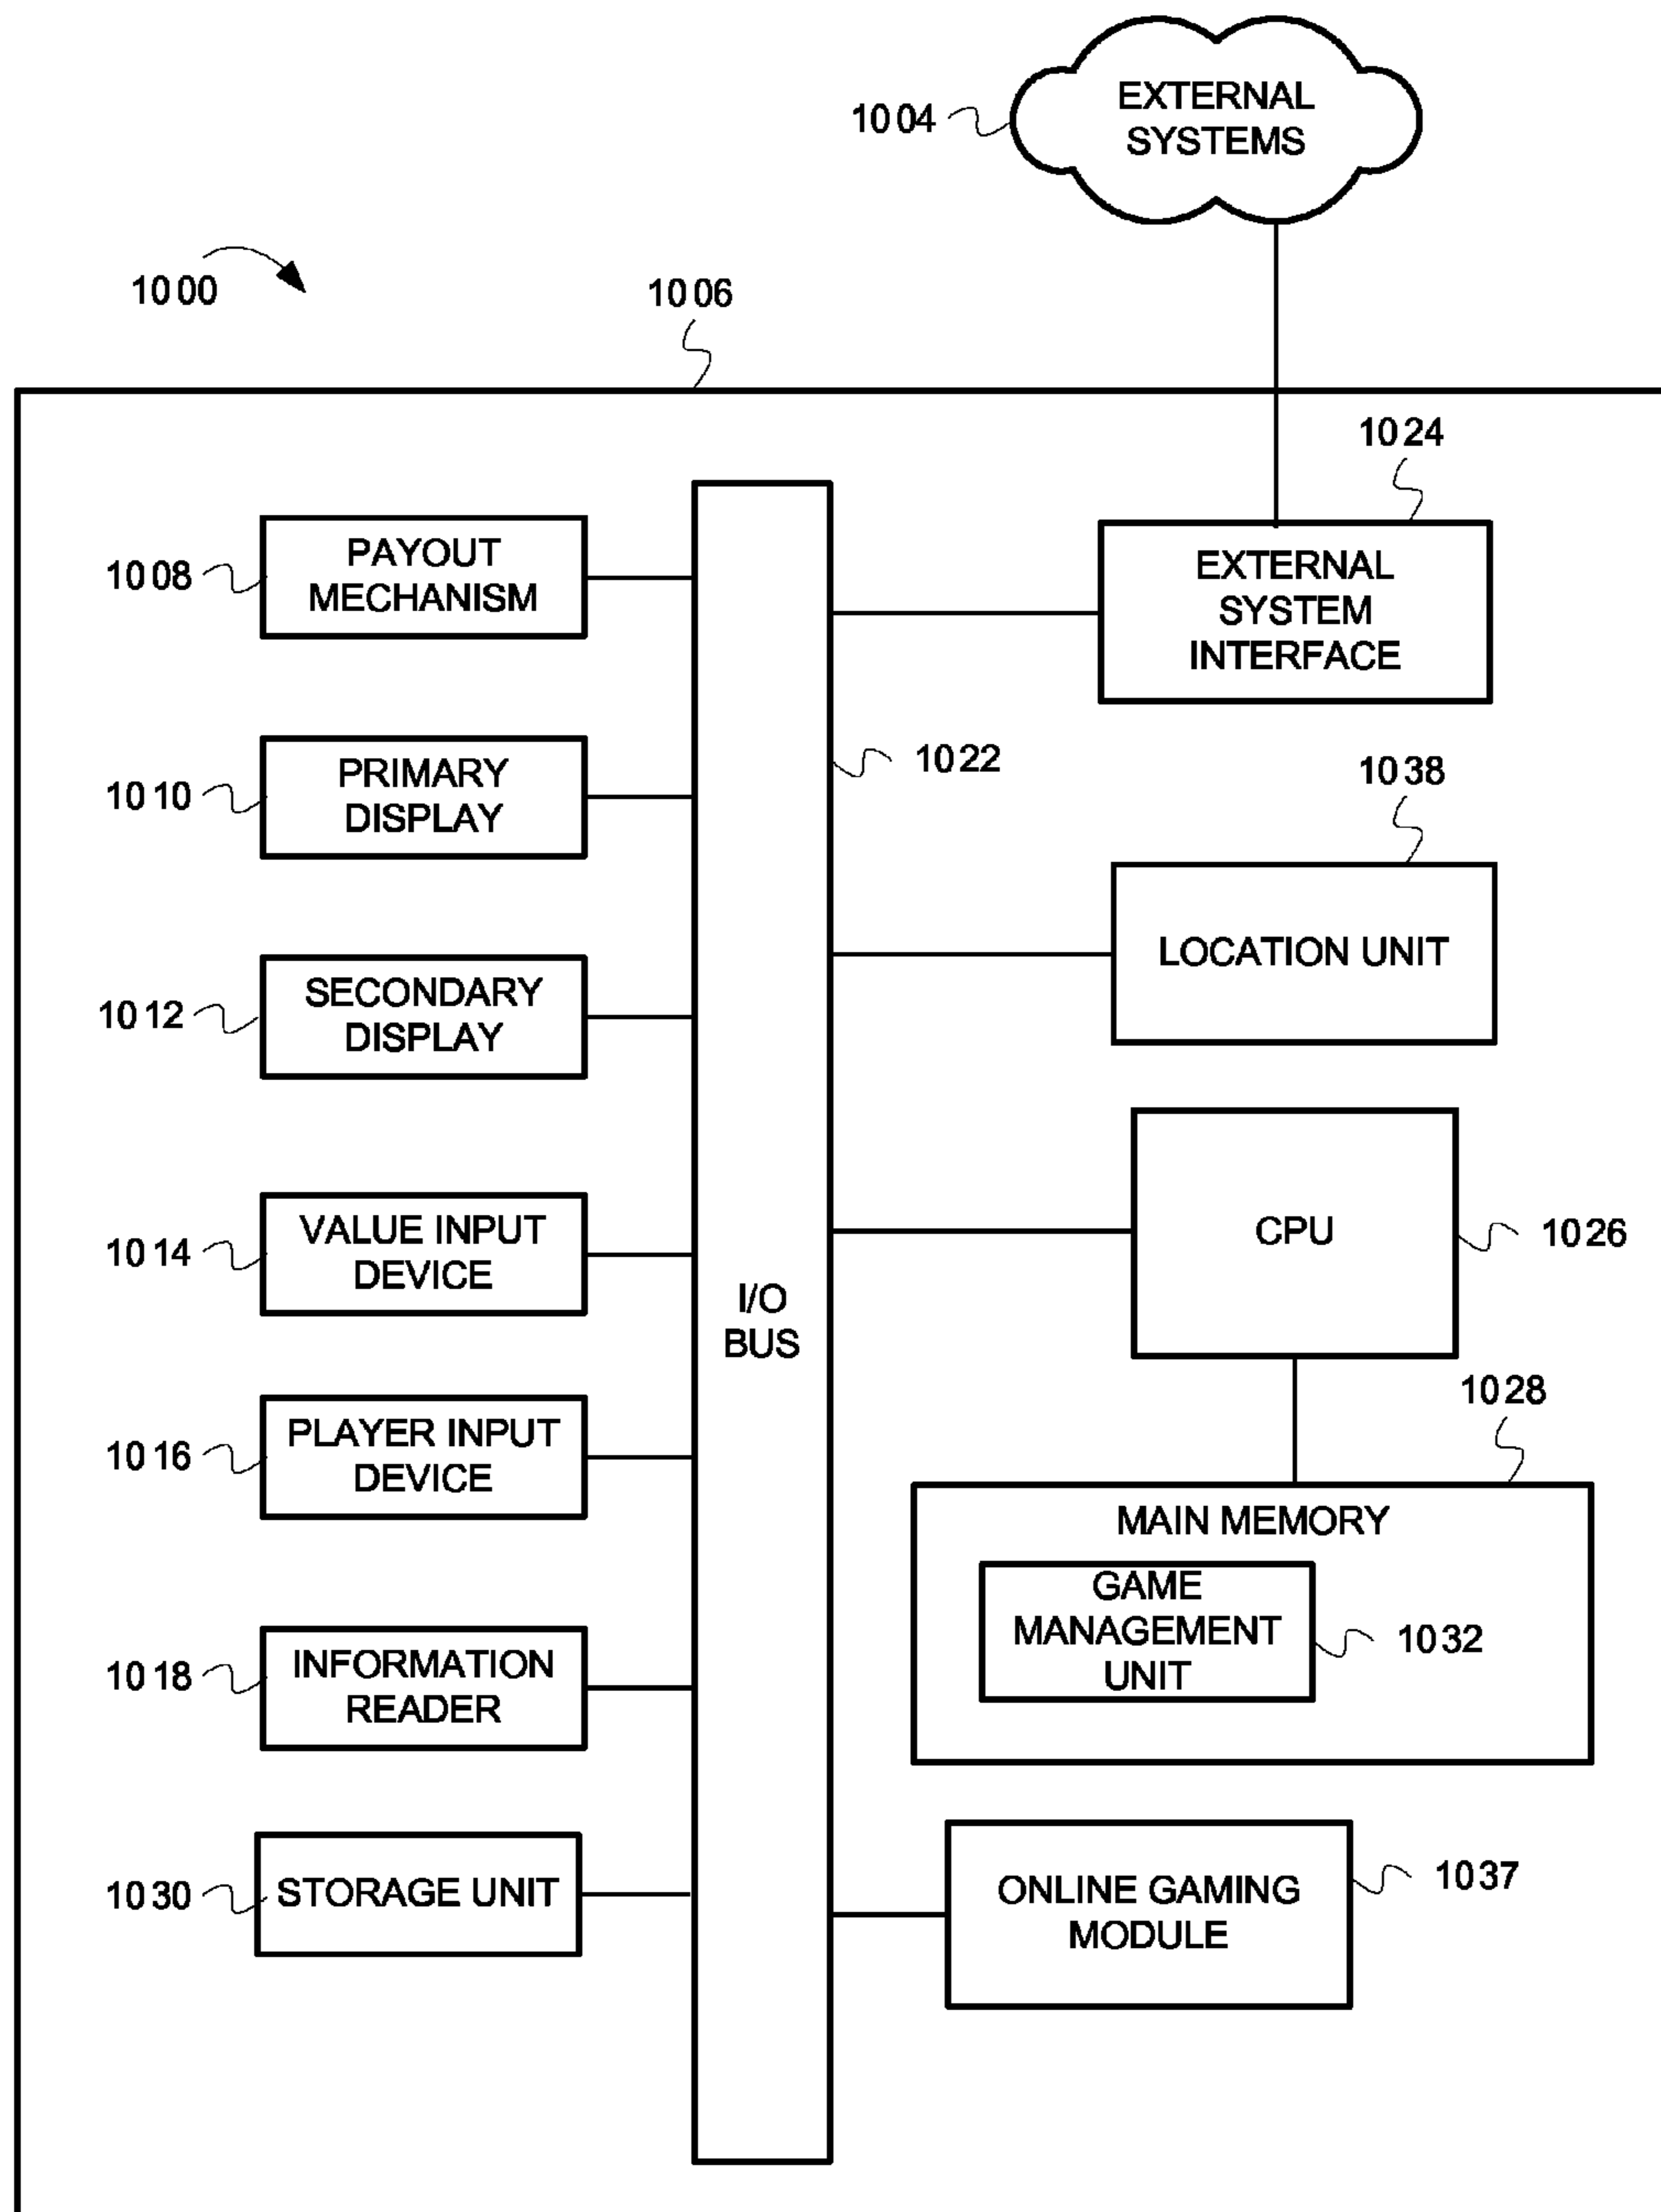 EXTERNAL
SYSTEMS
1004
1000
1006
1024
PAYOUT
MECHANISM
1008
EXTERNAL
SYSTEM
INTERFACE
1022
1038
PRIMARY
DISPLAY
1010
LOCATION UNIT
SECONDARY
DISPLAY
1012
VALUE INPUT
DEVICE
1014
CPU
1026
I/O
BUS
PLAYER INPUT
DEVICE
1016
1028
MAIN MEMORY
GAME
MANAGEMENT
UNIT
1032
INFORMATION
READER
1018
STORAGE UNIT
1030
ONLINE GAMING
MODULE
1037